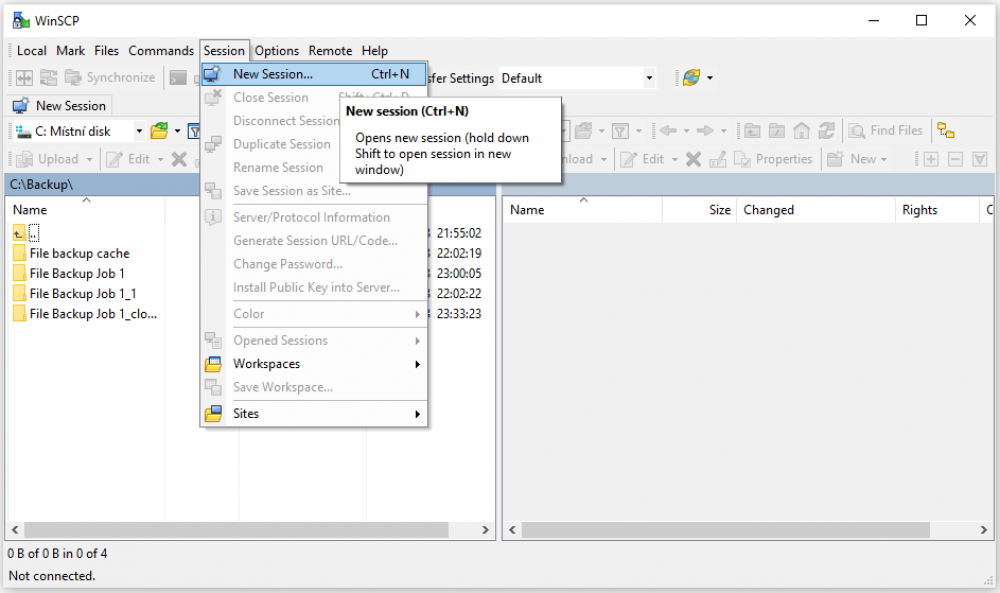 WinSCP
Local Mark Files Commands Session Options Remote Help
Synchronize
New Session... Ctrl+N
Transfer Settings Default
New Session
Close Session
New session (Ctrl+N)
C: Místní disk
Disconnect Session
Opens new session (hold down
Shift to open session in new
window)
Find Files
Duplicate Session
Upload Edit
Edit Properties New
Rename Session
C:\Backup\
Save Session as Site...
Name
Name Size Changed Rights
Server/Protocol Information
.. 21:55:02
Generate Session URL/Code...
File backup cache 22:02:19
Change Password...
File Backup Job 1 23:00:05
Install Public Key into Server...
File Backup Job 1_1 22:02:22
Color
File Backup Job 1_clo... 23:33:23
Opened Sessions
Workspaces
Save Workspace...
Sites
0 B of 0 B in 0 of 4
Not connected.